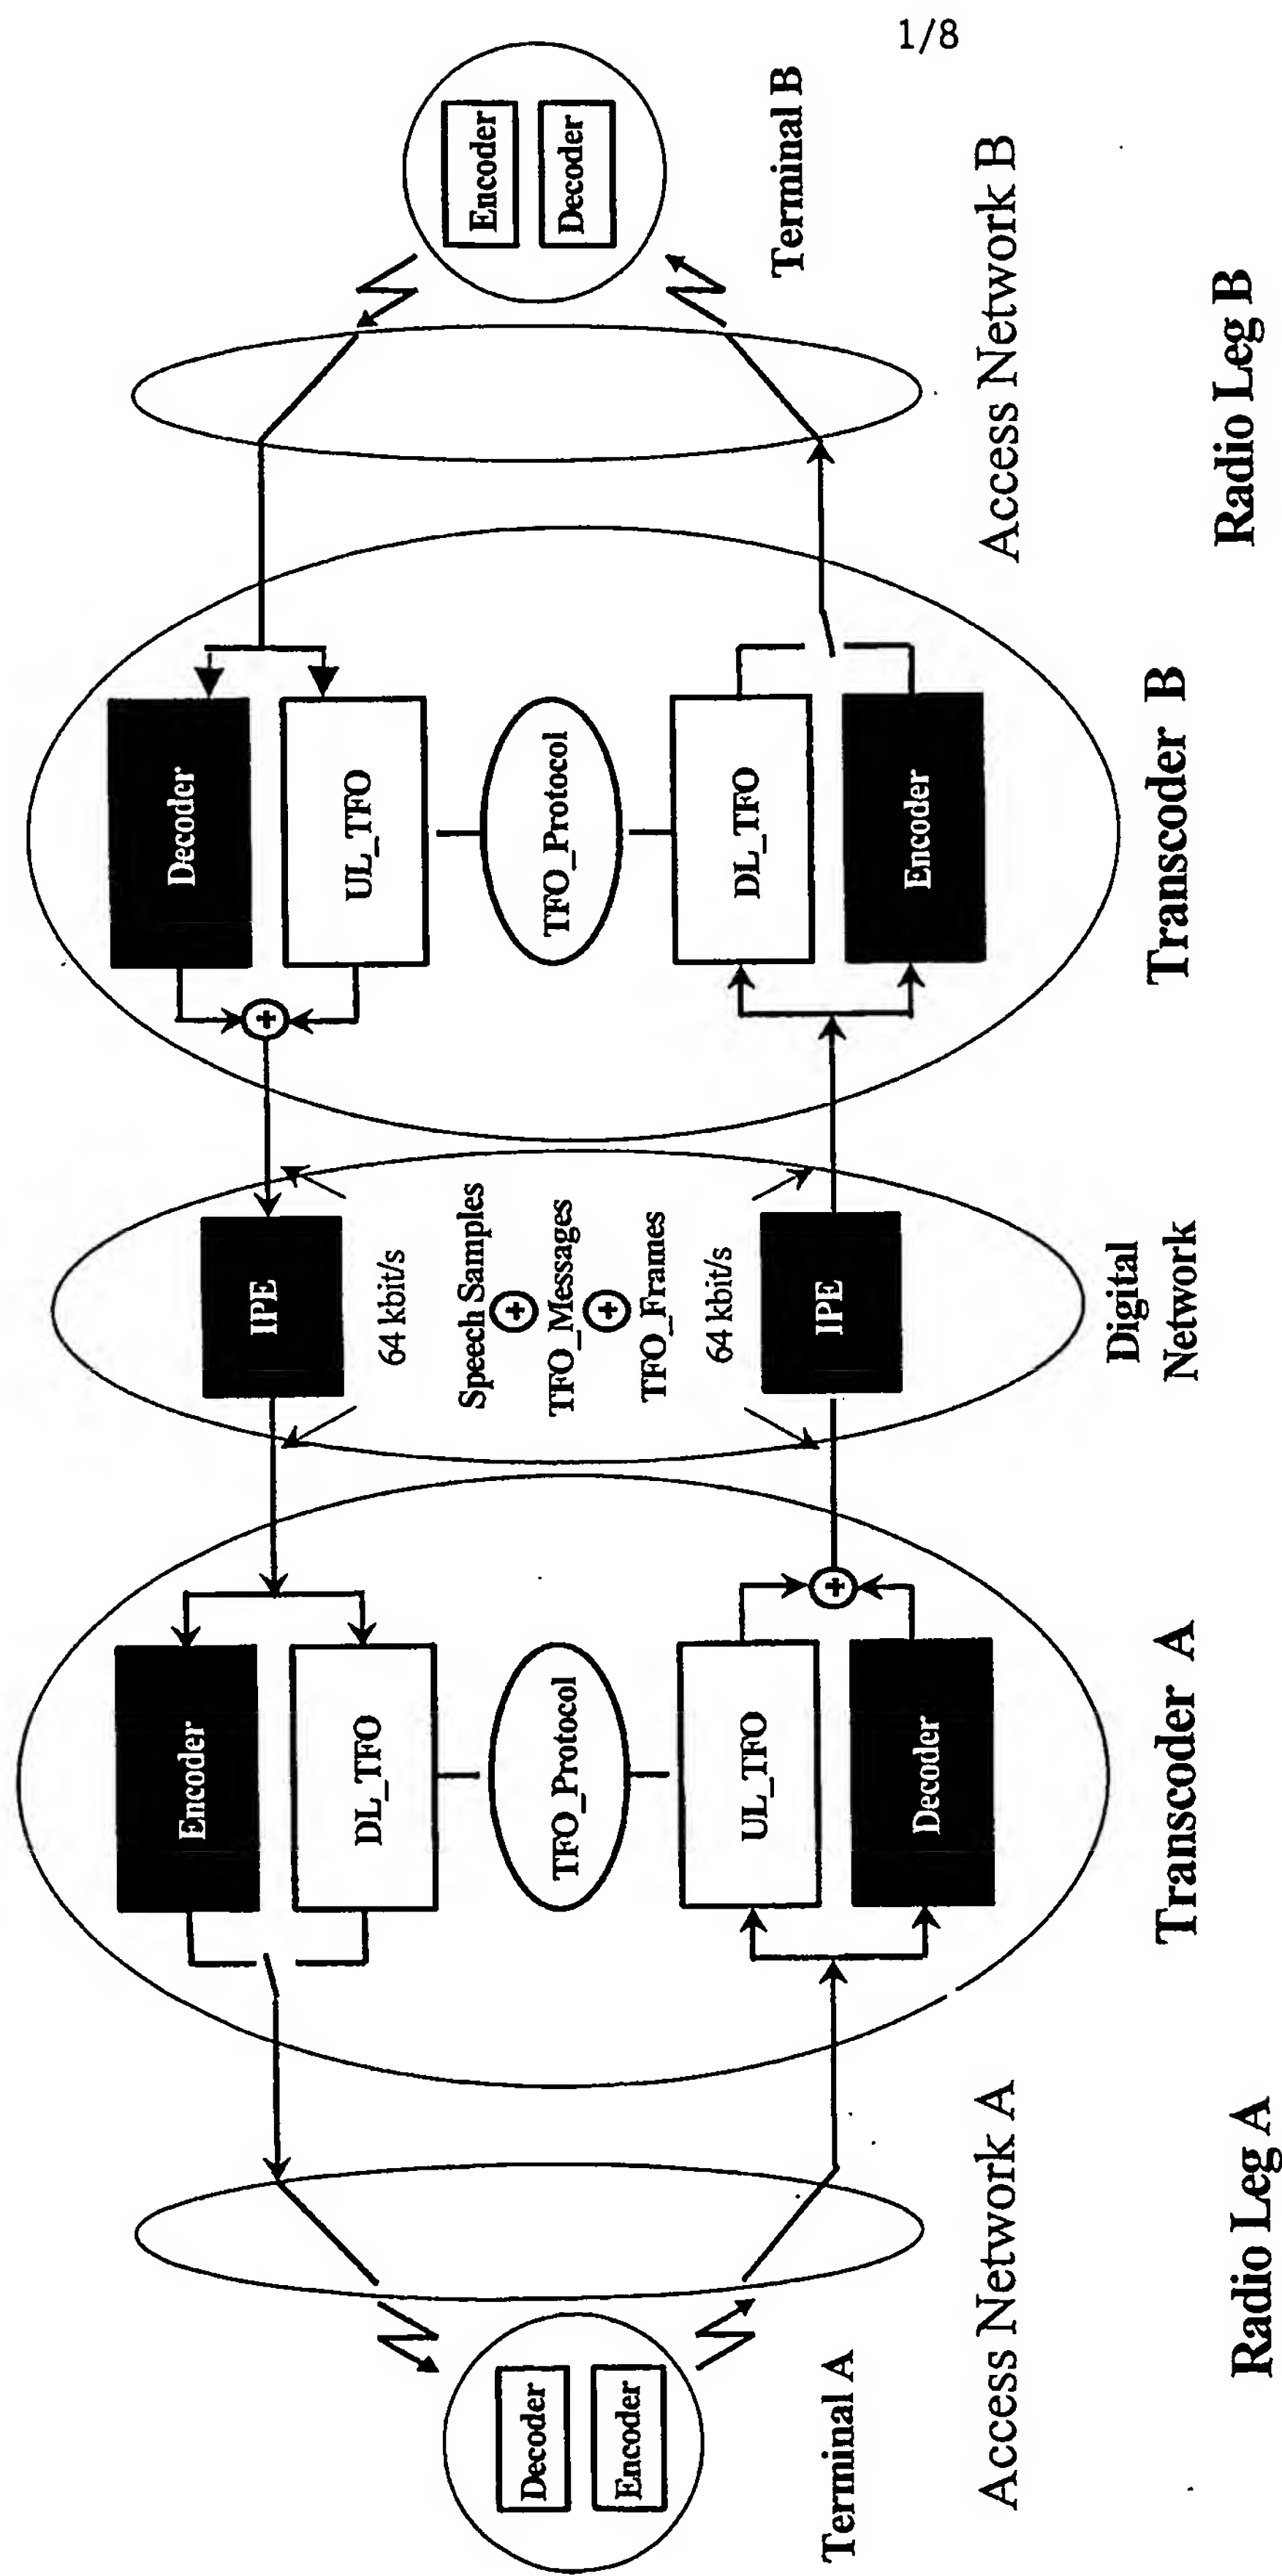 1/8
Decoder
Encoder
Terminal A
Access Network A
Radio Leg A
Encoder
DL_TFO
TFO_Protocol
UL_TFO
Decoder
Transcoder A
IPE
64 kbit/s
Speech Samples
+
TFO_Messages
+
TFO_Frames
64 kbit/s
IPE
Digital
Network
Decoder
UL_TFO
TFO_Protocol
DL_TFO
Encoder
Transcoder B
Encoder
Decoder
Terminal B
Access Network B
Radio Leg B
+
+